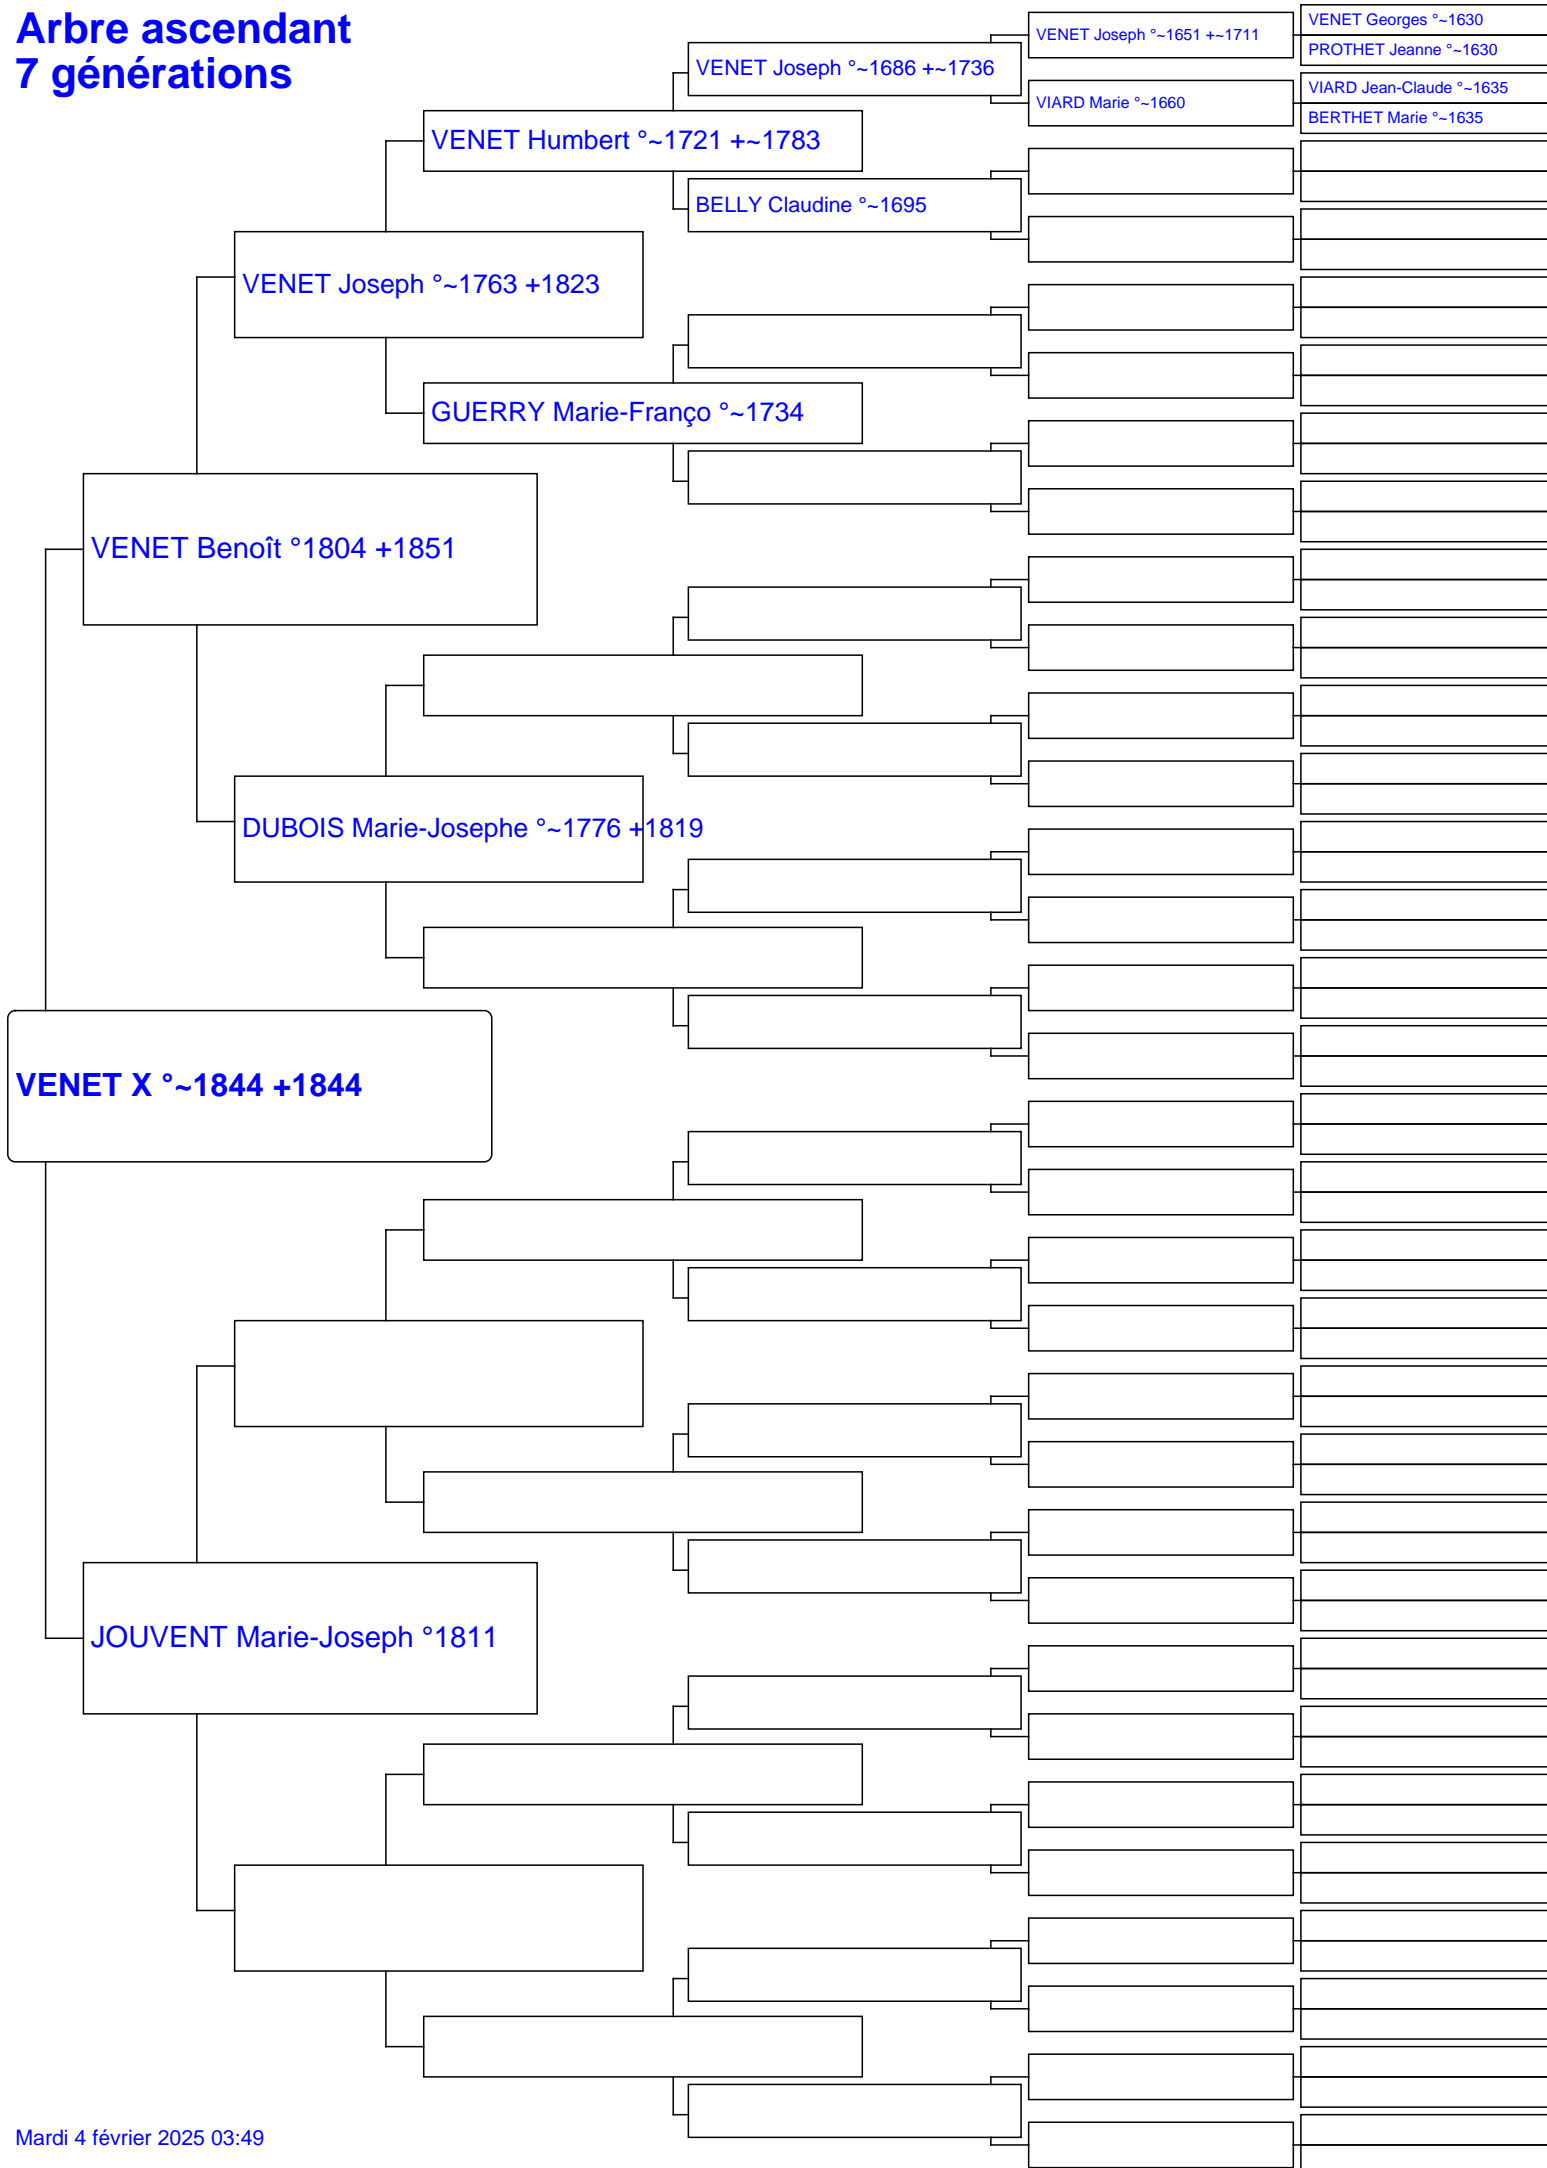 Arbre ascendant
7 générations
VENET Georges °~1630
VENET Joseph °~1651 +~1711
PROTHET Jeanne °~1630
VENET Joseph °~1686 +~1736
VIARD Jean-Claude °~1635
VIARD Marie °~1660
BERTHET Marie °~1635
VENET Humbert °~1721 +~1783
BELLY Claudine °~1695
VENET Joseph °~1763 +1823
GUERRY Marie-Franço °~1734
VENET Benoît °1804 +1851
DUBOIS Marie-Josephe °~1776 +1819
VENET X °~1844 +1844
JOUVENT Marie-Joseph °1811
Mardi 4 février 2025 03:49